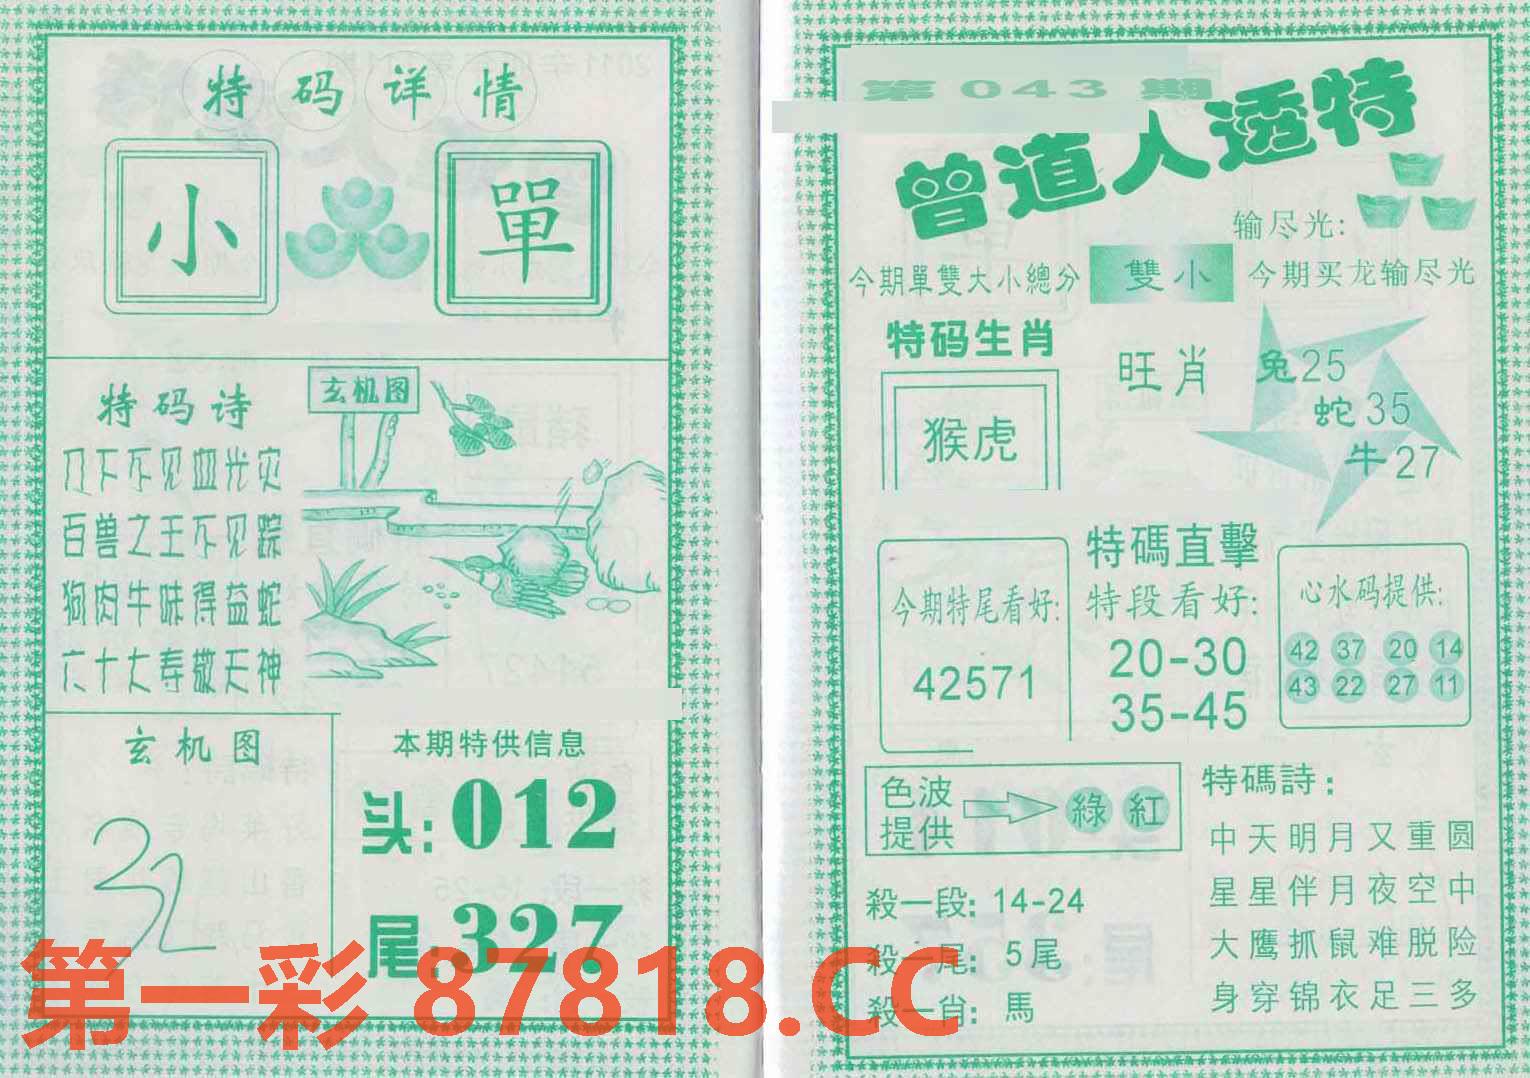 特码详情
小 單
特码诗
刀下不见血光灾
百兽之王不见踪
狗肉牛味得益蛇
六十大寿敬天神
玄机图
玄机图
本期特供信息
头:012
尾:327
第043期
曾道人透特
输尽光:
今期單雙大小總分 雙小 今期买龙输尽光
特码生肖
猴虎
旺肖
兔25
蛇35
牛27
特碼直擊
今期特尾看好:
42571
特段看好:
20-30
35-45
心水码提供:
42 37 20 14
43 22 27 11
色波
提供
綠 紅
殺一段: 14-24
殺一尾: 5尾
殺一肖: 馬
特碼詩:
中天明月又重圆
星星伴月夜空中
大鹰抓鼠难脱险
身穿锦衣足三多
第一彩 87818.CC